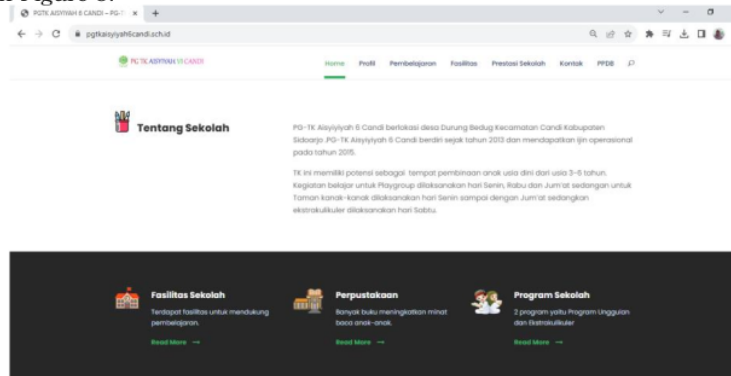 PGTK AISYIYAH 6 CANDI – PG-T
pgtkaisyiyah6candi.sch.id
PG TK AISYIYAH VI CANDI
Home Profil Pembelajaran Fasilitas Prestasi Sekolah Kontak PPDB
Tentang Sekolah
PG-TK Aisyiyyah 6 Candi berlokasi desa Durung Bedug Kecamatan Candi Kabupaten
Sidoarjo .PG-TK Aisyiyyah 6 Candi berdiri sejak tahun 2013 dan mendapatkan ijin operasional
pada tahun 2015.
TK ini memiliki potensi sebagai tempat pembinaan anak usia dini dari usia 3-6 tahun.
Kegiatan belajar untuk Playgroup dilaksanakan hari Senin, Rabu dan Jum'at sedangan untuk
Taman kanak-kanak dilaksanakan hari Senin sampai dengan Jum'at sedangkan
ekstrakulikuler dilaksanakan hari Sabtu.
Fasilitas Sekolah
Terdapat fasilitas untuk mendukung
pembelajaran.
Read More →
Perpustakaan
Banyak buku meningkatkan minat
baca anak-anak.
Read More →
Program Sekolah
2 program yaitu Program Unggulan
dan Ekstrakulikuler
Read More →